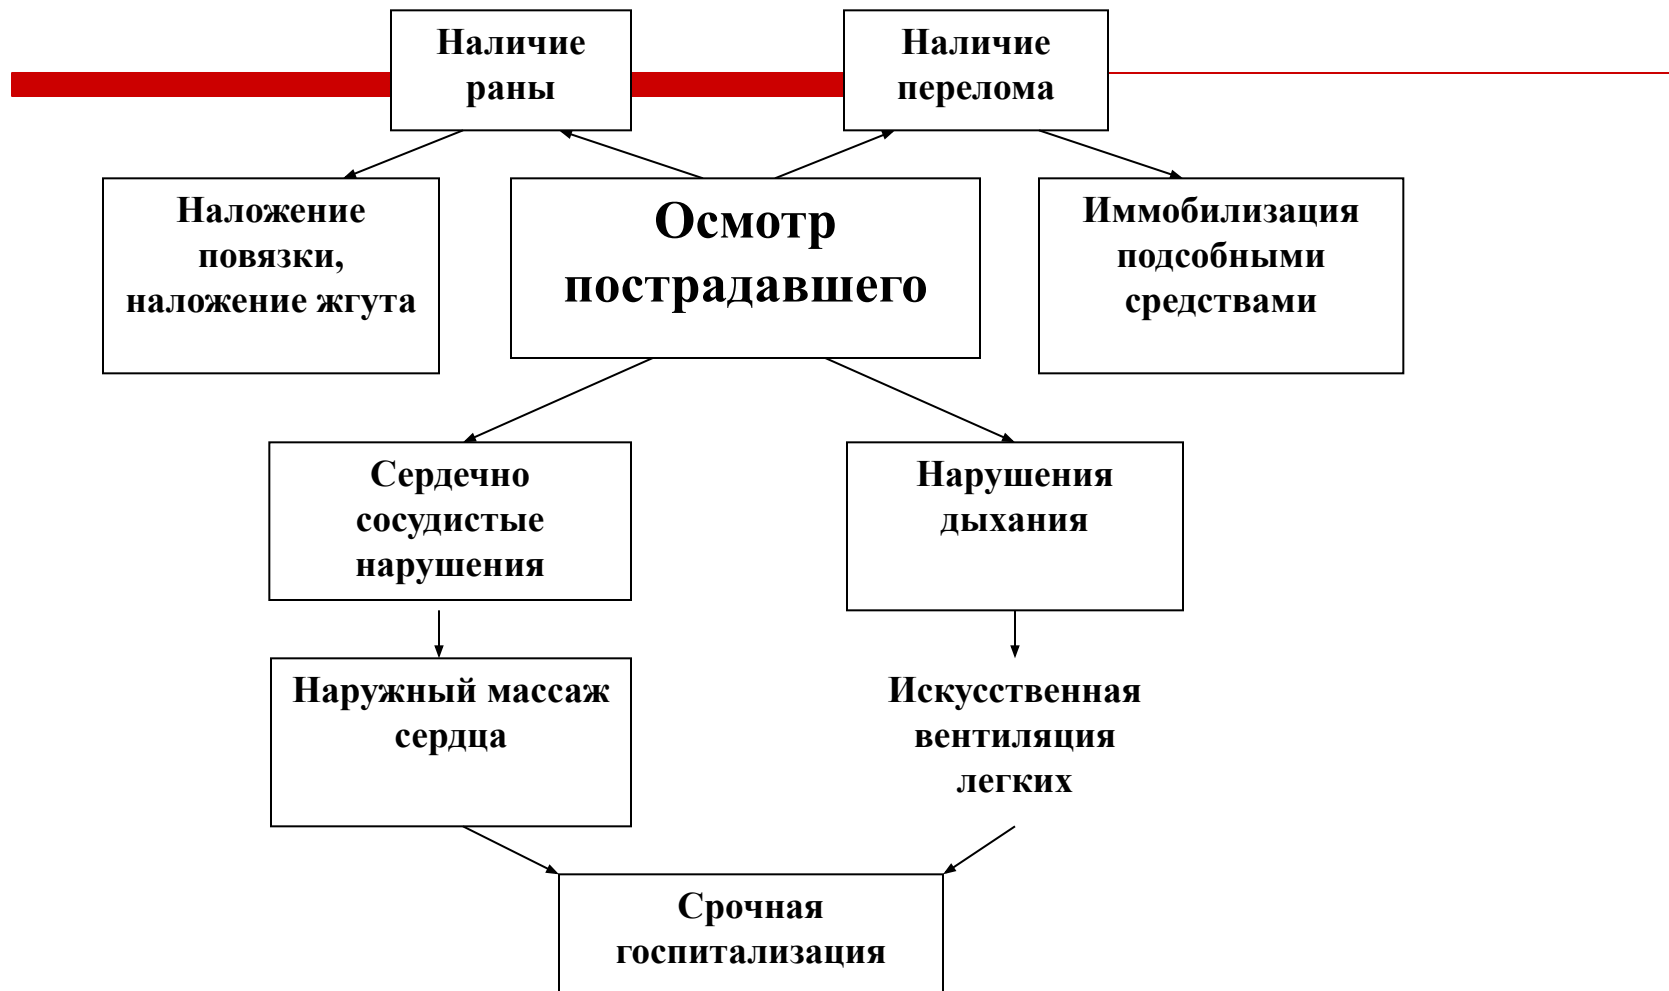 Наличие
раны
Наличие
перелома
Наложение
повязки,
наложение жгута
Осмотр
пострадавшего
Иммобилизация
подсобными
средствами
Сердечно
сосудистые
нарушения
Нарушения
дыхания
Наружный массаж
сердца
Искусственная
вентиляция
легких
Срочная
госпитализация